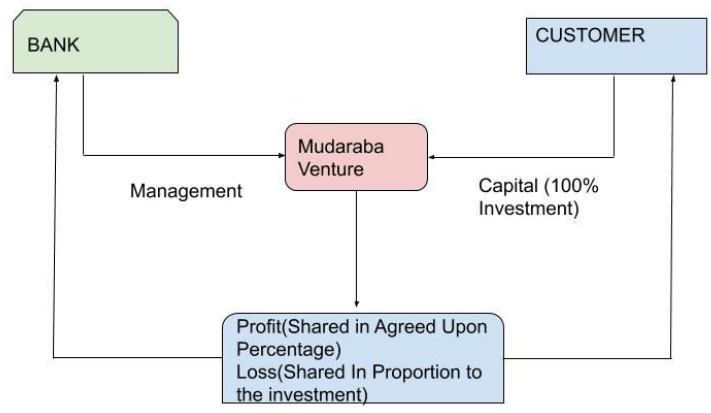 BANK
CUSTOMER
Mudaraba
Venture
Management
Capital (100%
Investment)
Profit(Shared in Agreed Upon
Percentage)
Loss(Shared In Proportion to
the investment)